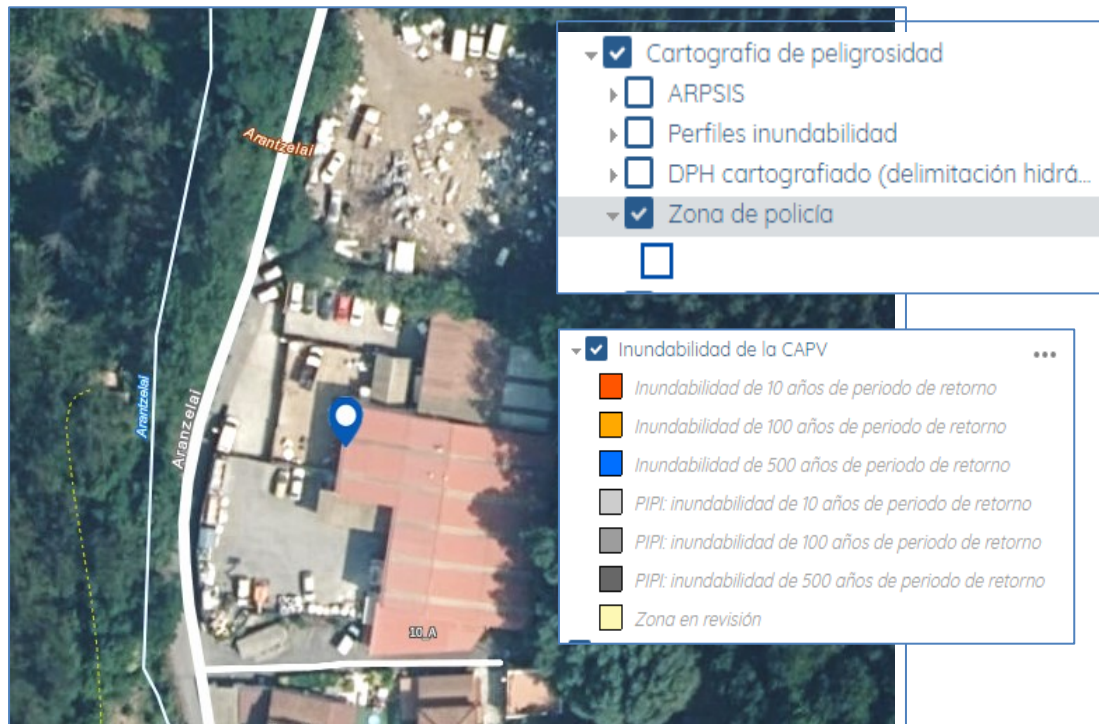 Arantzelai
Arantzelai
Aranzelai
10_A
Cartografia de peligrosidad
ARPSIS
Perfiles inundabilidad
DPH cartografiado (delimitación hidrá...
Zona de policía
Inundabilidad de la CAPV
Inundabilidad de 10 años de periodo de retorno
Inundabilidad de 100 años de periodo de retorno
Inundabilidad de 500 años de periodo de retorno
PIPI: inundabilidad de 10 años de periodo de retorno
PIPI: inundabilidad de 100 años de periodo de retorno
PIPI: inundabilidad de 500 años de periodo de retorno
Zona en revisión